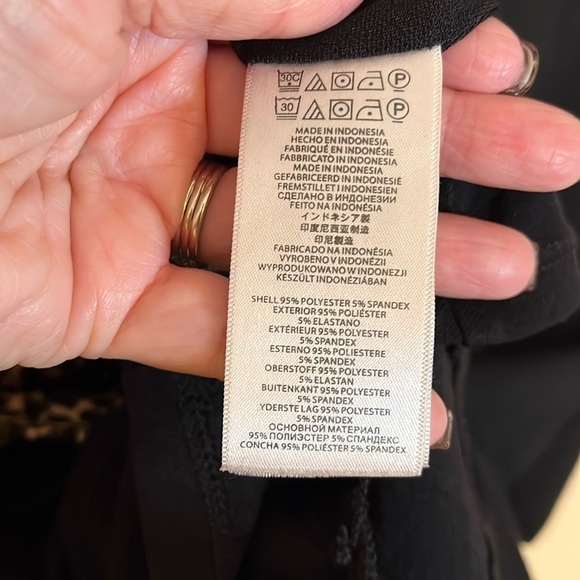 30C P
30 P
MADE IN INDONESIA
HECHO EN INDONESIA
FABRIQUÉ EN INDONÉSIE
FABBRICATO IN INDONESIA
MADE IN INDONESIA
GEFABRICEERD IN INDONESIË
FREMSTILLET I INDONESIEN
СДЕЛАНО В ИНДОНЕЗИИ
FEITO NA INDONÉSIA
インドネシア製
印度尼西亚制造
印尼製造
FABRICADO NA INDONÉSIA
VYROBENO V INDONÉZII
WYPRODUKOWANO W INDONEZJI
KÉSZÜLT INDONÉZIÁBAN
SHELL 95% POLYESTER 5% SPANDEX
EXTERIOR 95% POLIÉSTER
5% ELASTANO
EXTÉRIEUR 95% POLYESTER
5% SPANDEX
ESTERNO 95% POLIESTERE
5% SPANDEX
OBERSTOFF 95% POLYESTER
5% ELASTAN
BUITENKANT 95% POLYESTER
5% SPANDEX
YDERSTE LAG 95% POLYESTER
5% SPANDEX
ОСНОВНОЙ МАТЕРИАЛ
95% ПОЛИЭСТЕР 5% СПАНДЕКС
CONCHA 95% POLIÉSTER 5% SPANDEX